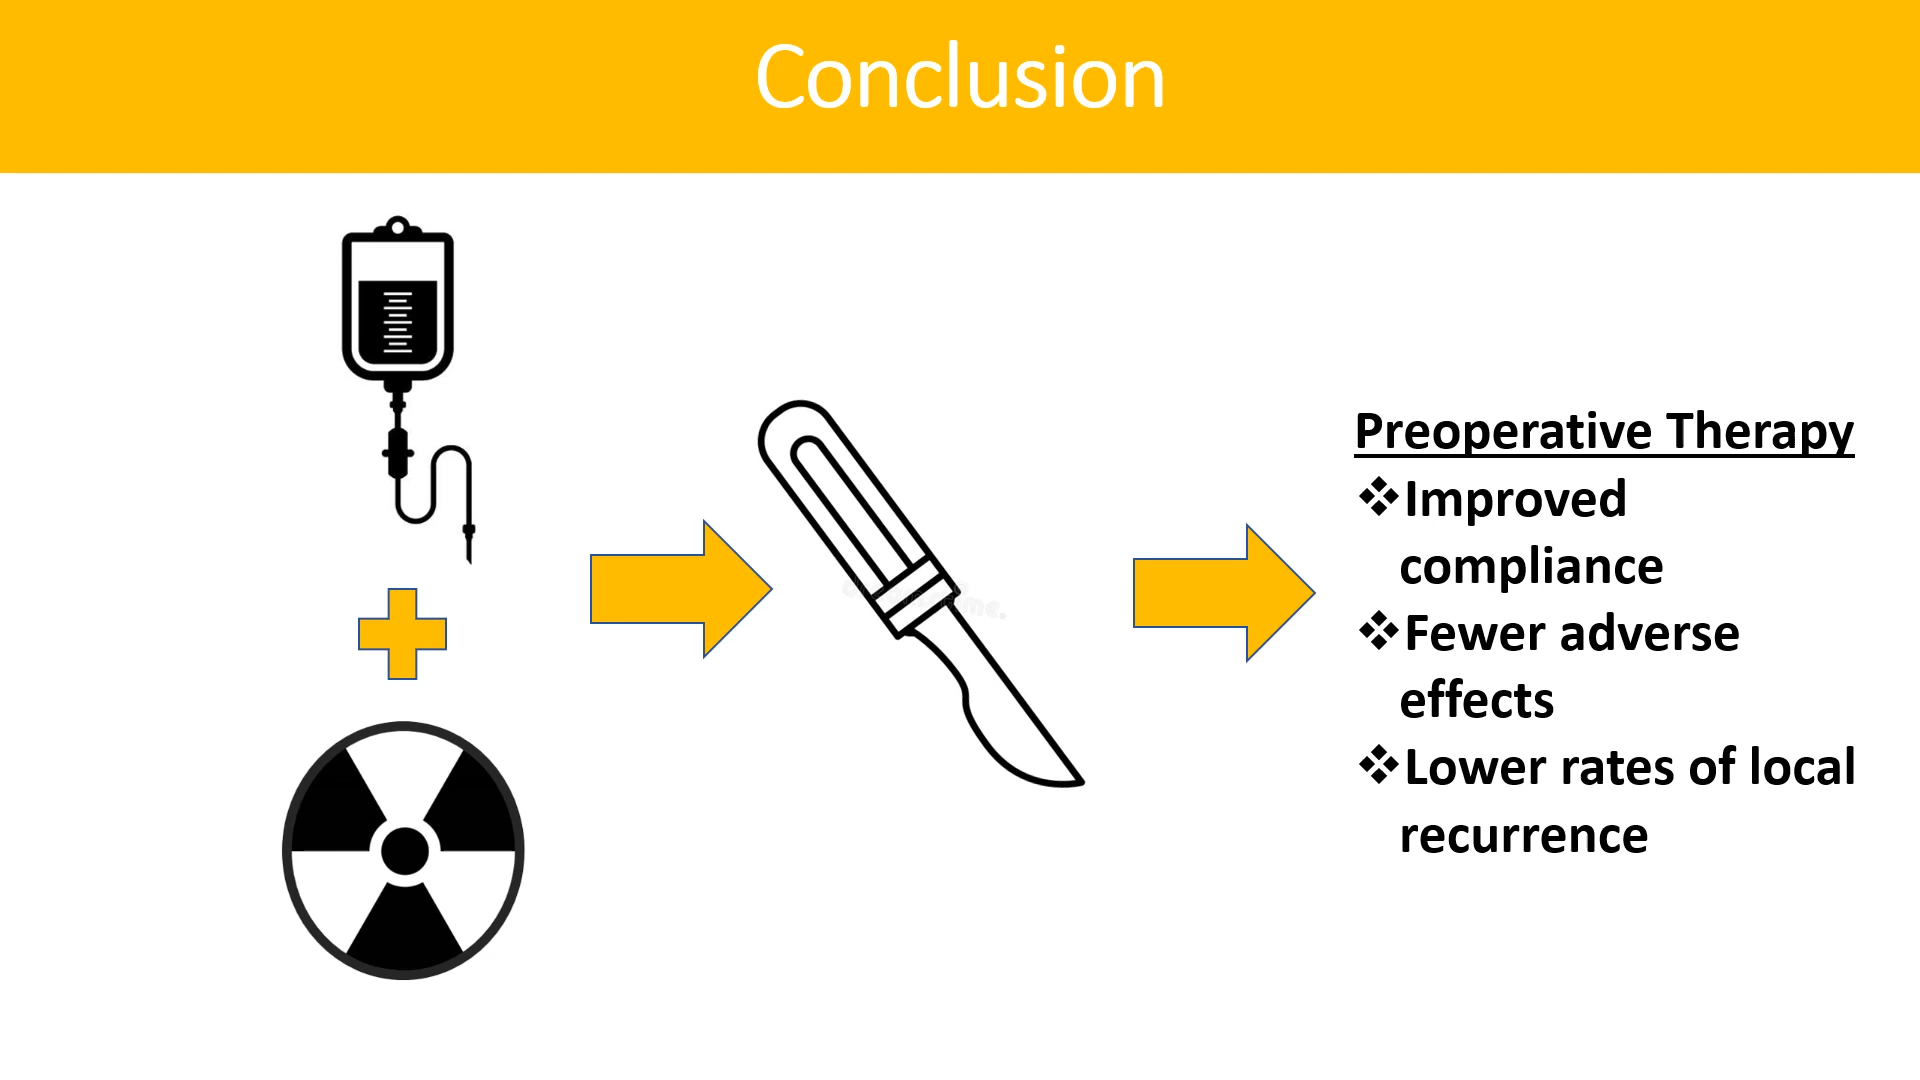 Conclusion
Preoperative Therapy
❖Improved
compliance
❖Fewer adverse
effects
❖Lower rates of local
recurrence